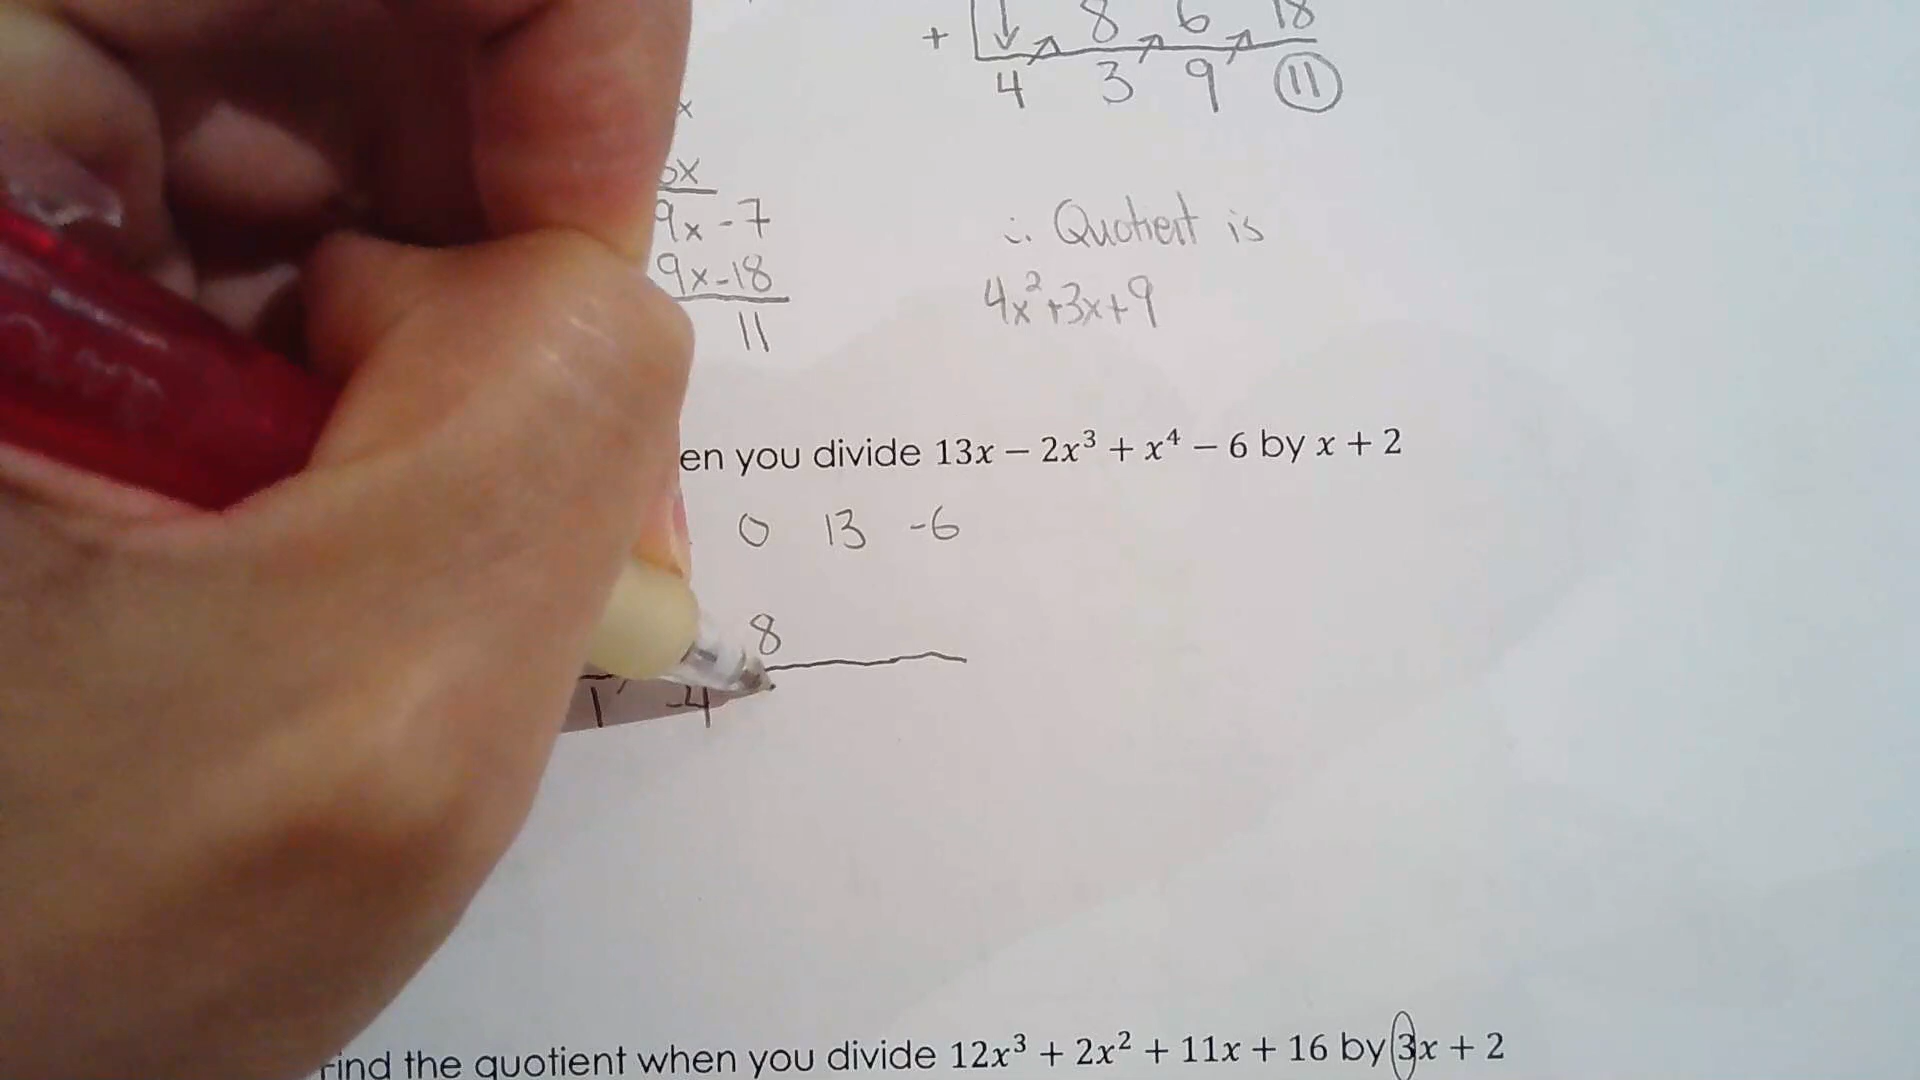 + ↓ 8 6 18
4 3 9 11
x
x
9x - 7
9x - 18
11
∴ Quotient is
4x² + 3x + 9
en you divide 13x − 2x³ + x⁴ − 6 by x + 2
0 13 -6
8
1 -4
Find the quotient when you divide 12x³ + 2x² + 11x + 16 by 3x + 2